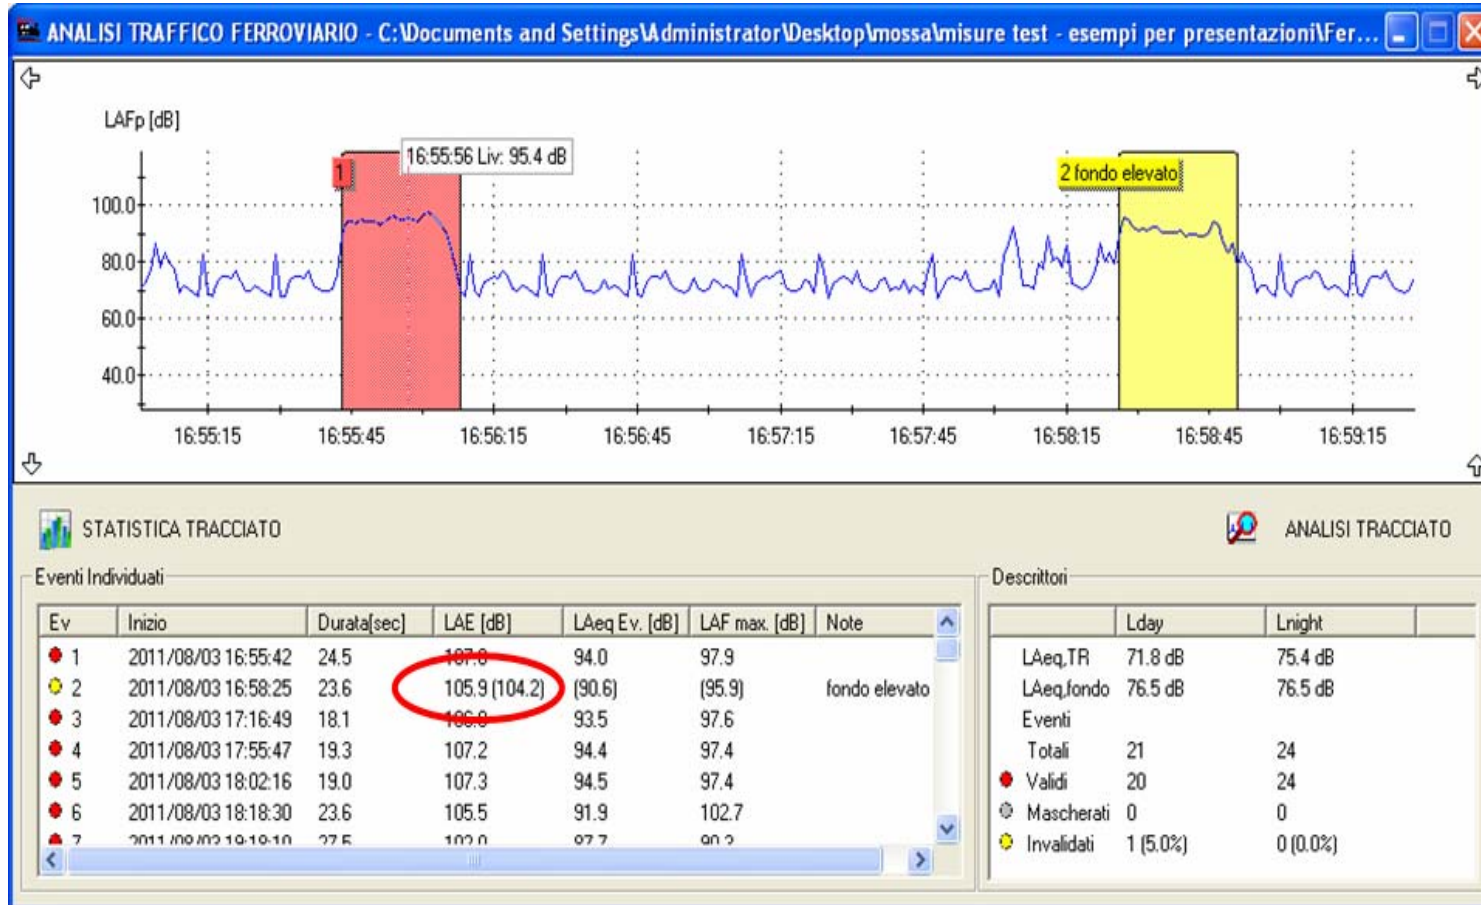 ANALISI TRAFFICO FERROVIARIO - C:\Documents and Settings\Administrator\Desktop\mossa\misure test - esempi per presentazioni\Fer...
LAFp [dB]
16:55:56 Liv: 95.4 dB
1
2 fondo elevato
100.0
80.0
60.0
40.0
16:55:15 16:55:45 16:56:15 16:56:45 16:57:15 16:57:45 16:58:15 16:58:45 16:59:15
STATISTICA TRACCIATO
ANALISI TRACCIATO
Eventi Individuati
Ev Inizio Durata[sec] LAE [dB] LAeq Ev. [dB] LAF max. [dB] Note
1 2011/08/03 16:55:42 24.5 94.0 97.9
2 2011/08/03 16:58:25 23.6 105.9 (104.2) (90.6) (95.9) fondo elevato
3 2011/08/03 17:16:49 18.1 93.5 97.6
4 2011/08/03 17:55:47 19.3 107.2 94.4 97.4
5 2011/08/03 18:02:16 19.0 107.3 94.5 97.4
6 2011/08/03 18:18:30 23.6 105.5 91.9 102.7
7
Descrittori
Lday Lnight
LAeq,TR 71.8 dB 75.4 dB
LAeq,fondo 76.5 dB 76.5 dB
Eventi
Totali 21 24
Validi 20 24
Mascherati 0 0
Invalidati 1 (5.0%) 0 (0.0%)